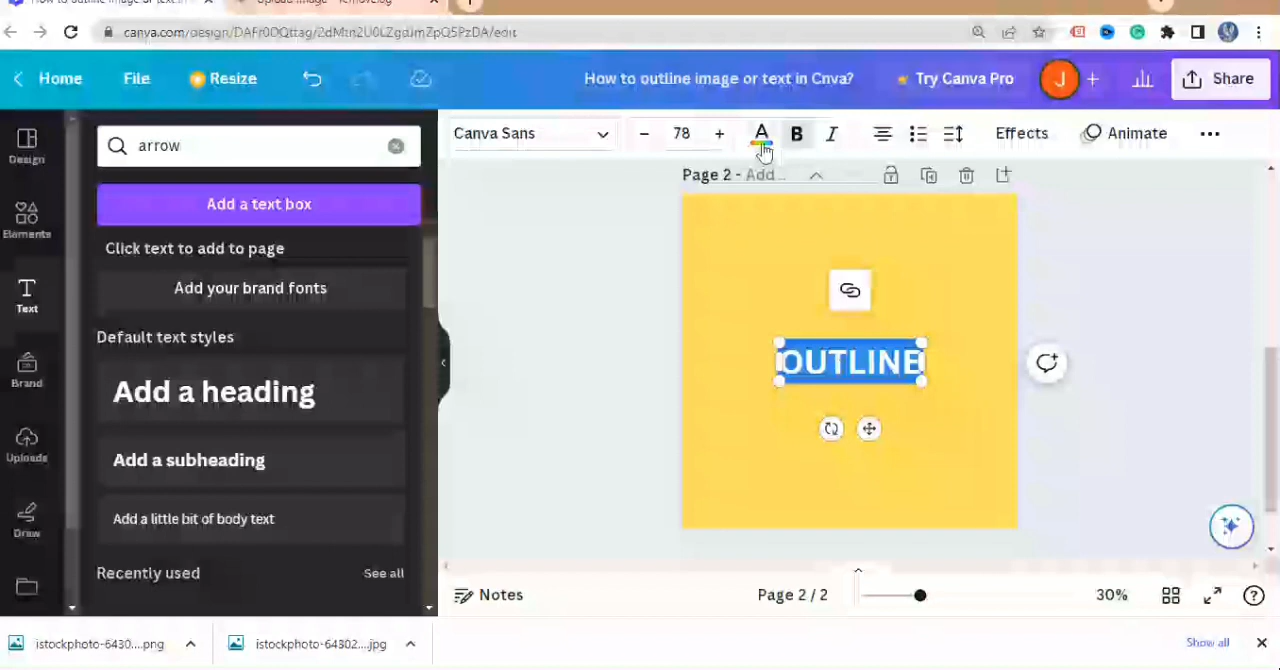 canva.com/design/
Home
File
Resize
How to outline image or text in Cnva?
Try Canva Pro
J
+
Share
Design
Elements
Text
Brand
Uploads
Draw
arrow
Add a text box
Click text to add to page
Add your brand fonts
Default text styles
Add a heading
Add a subheading
Add a little bit of body text
Recently used
See all
Canva Sans
− 78 +
A
B
I
Effects
Animate
Page 2 - Add...
OUTLINE
Notes
Page 2 / 2
30%
istockphoto-6430....png
istockphoto-64302....jpg
Show all